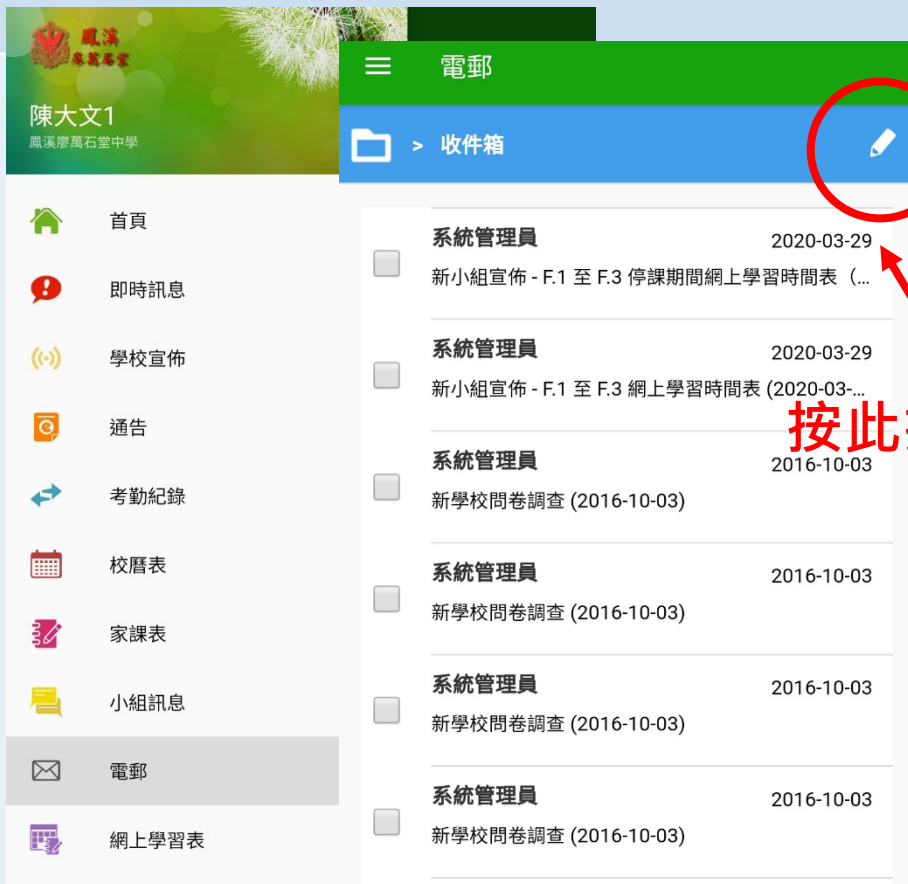 鳳溪
廖萬石堂
陳大文1
鳳溪廖萬石堂中學
首頁
即時訊息
學校宣佈
通告
考勤紀錄
校曆表
家課表
小組訊息
電郵
網上學習表
電郵
> 收件箱
系統管理員 2020-03-29
新小組宣佈 - F.1 至 F.3 停課期間網上學習時間表（...
系統管理員 2020-03-29
新小組宣佈 - F.1 至 F.3 網上學習時間表 (2020-03-...
按此
系統管理員 2016-10-03
新學校問卷調查 (2016-10-03)
系統管理員 2016-10-03
新學校問卷調查 (2016-10-03)
系統管理員 2016-10-03
新學校問卷調查 (2016-10-03)
系統管理員 2016-10-03
新學校問卷調查 (2016-10-03)